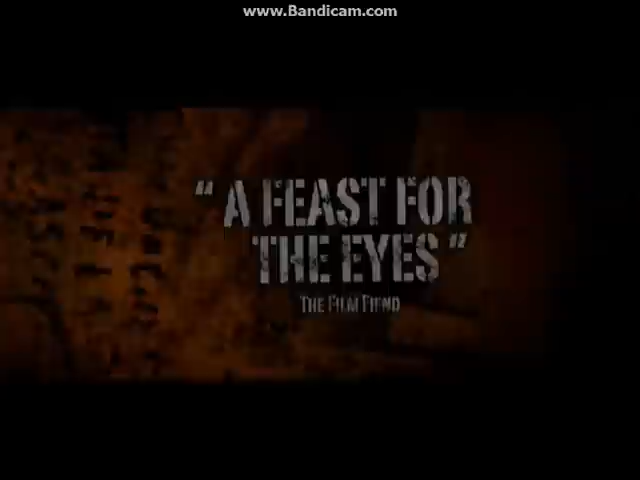 www.Bandicam.com
" A FEAST FOR
THE EYES "
THE FILM FIEND